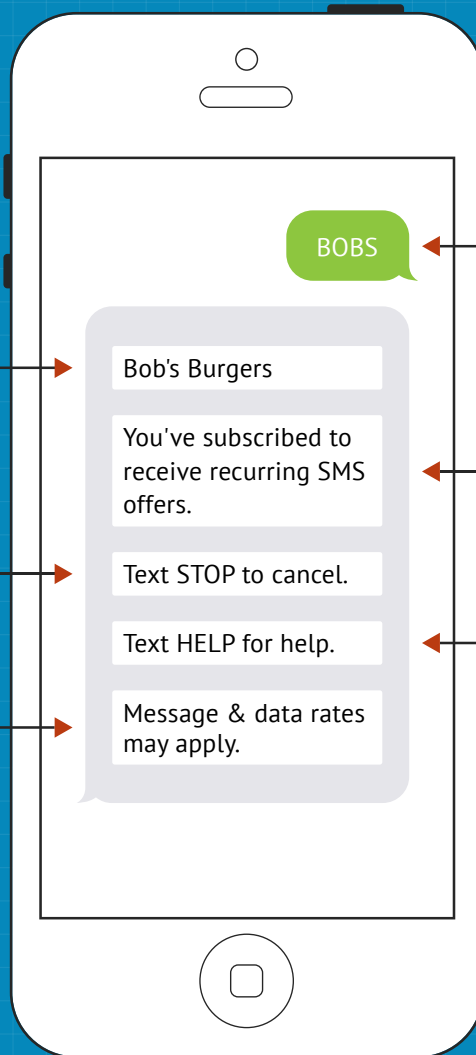 BOBS
Bob's Burgers
You've subscribed to
receive recurring SMS
offers.
Text STOP to cancel.
Text HELP for help.
Message & data rates
may apply.